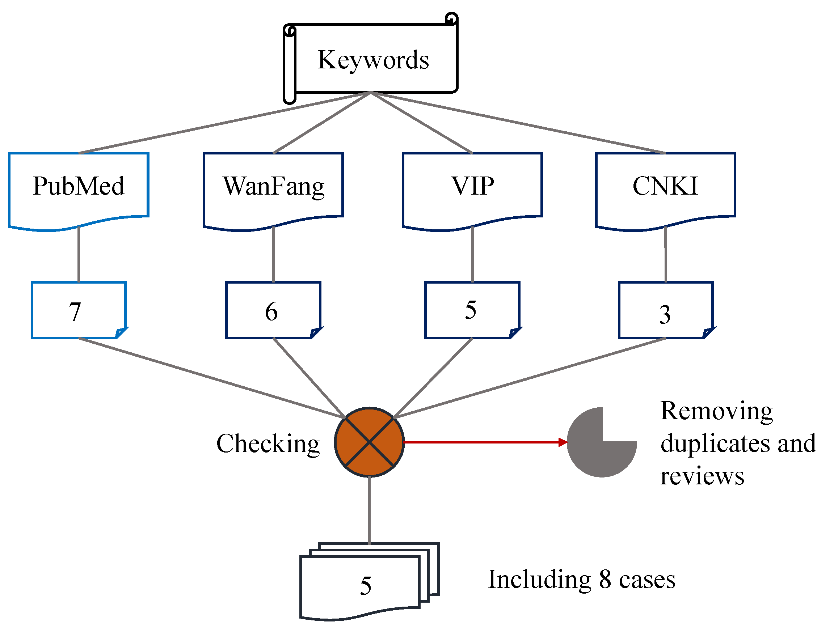 Keywords
PubMed
WanFang
VIP
CNKI
7
6
5
3
Checking
Removing
duplicates and
reviews
5
Including 8 cases